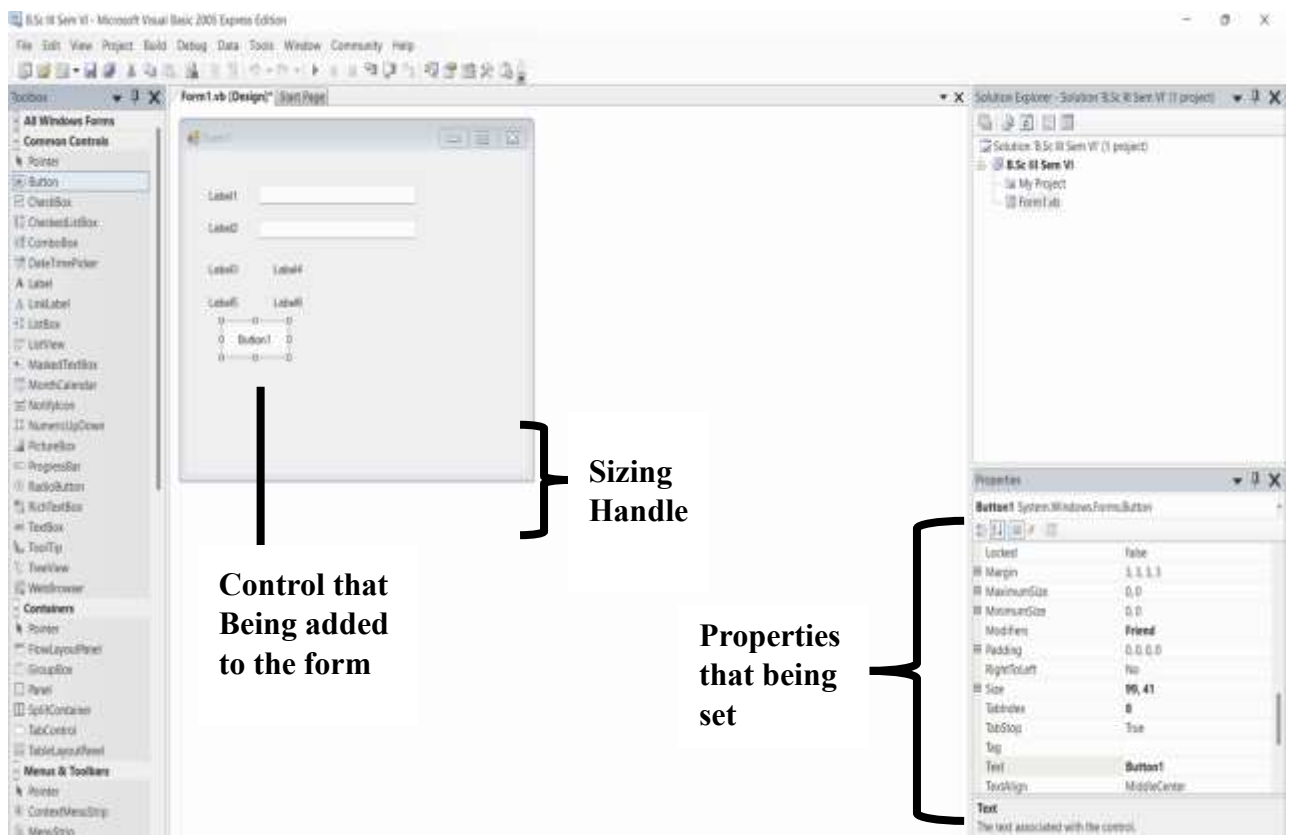 B.Sc III Sem VI - Microsoft Visual Basic 2005 Express Edition
File Edit View Project Build Debug Data Tools Window Community Help
Toolbox
All Windows Forms
Common Controls
Pointer
Button
CheckBox
CheckedListBox
ComboBox
DateTimePicker
Label
LinkLabel
ListBox
ListView
MaskedTextBox
MonthCalendar
NotifyIcon
NumericUpDown
PictureBox
ProgressBar
RadioButton
RichTextBox
TextBox
ToolTip
TreeView
WebBrowser
Containers
Pointer
FlowLayoutPanel
GroupBox
Panel
SplitContainer
TabControl
TableLayoutPanel
Menus & Toolbars
Pointer
ContextMenuStrip
MenuStrip
Form1.vb [Design]* Start Page
Form1
Label1
Label2
Label3 Label4
Label5 Label6
Button1
Sizing
Handle
Control that
Being added
to the form
Properties
that being
set
Solution Explorer - Solution 'B.Sc III Sem VI' (1 project)
Solution 'B.Sc III Sem VI' (1 project)
B.Sc III Sem VI
My Project
Form1.vb
Properties
Button1 System.Windows.Forms.Button
Locked False
Margin 3, 3, 3, 3
MaximumSize 0, 0
MinimumSize 0, 0
Modifiers Friend
Padding 0, 0, 0, 0
RightToLeft No
Size 99, 41
TabIndex 8
TabStop True
Tag
Text Button1
TextAlign MiddleCenter
Text
The text associated with the control.